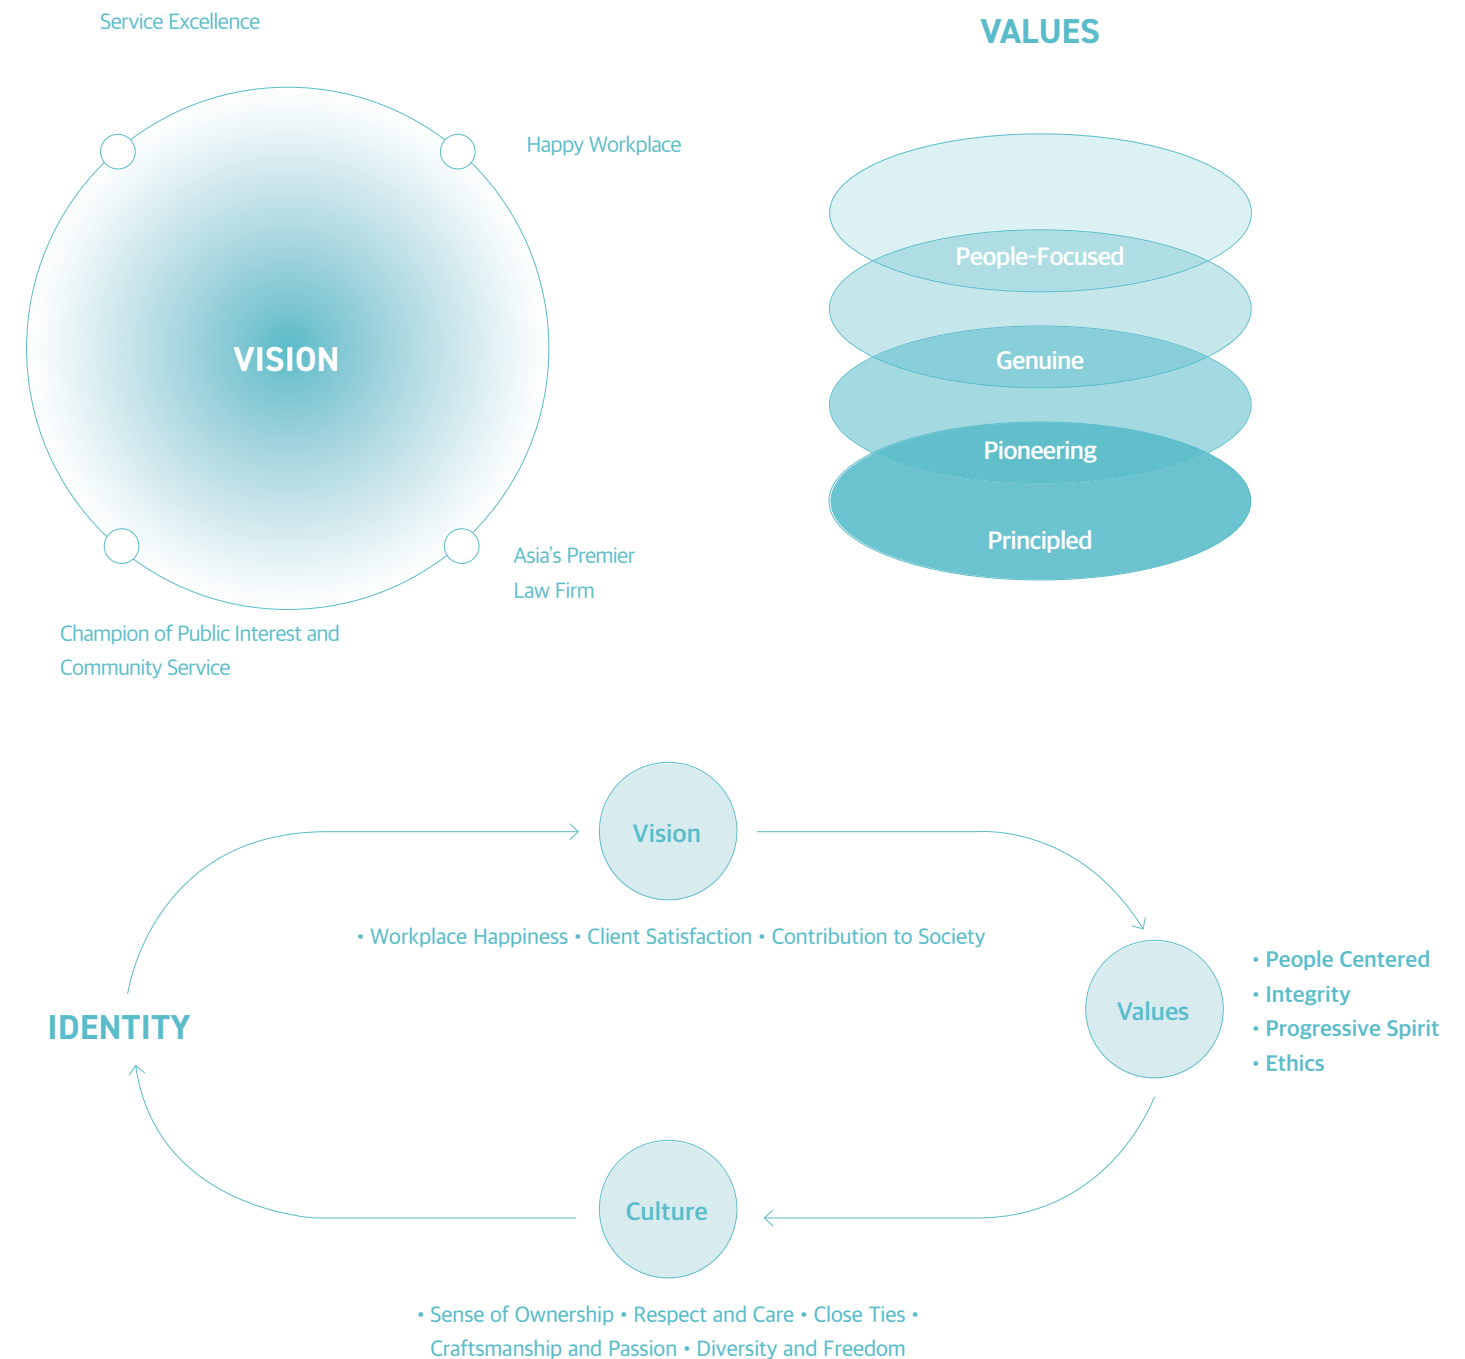 Service Excellence
VALUES
Happy Workplace
People-Focused
VISION
Genuine
Pioneering
Principled
Asia's Premier
Law Firm
Champion of Public Interest and
Community Service
Vision
• Workplace Happiness • Client Satisfaction • Contribution to Society
Values
• People Centered
• Integrity
• Progressive Spirit
• Ethics
IDENTITY
Culture
• Sense of Ownership • Respect and Care • Close Ties •
Craftsmanship and Passion • Diversity and Freedom